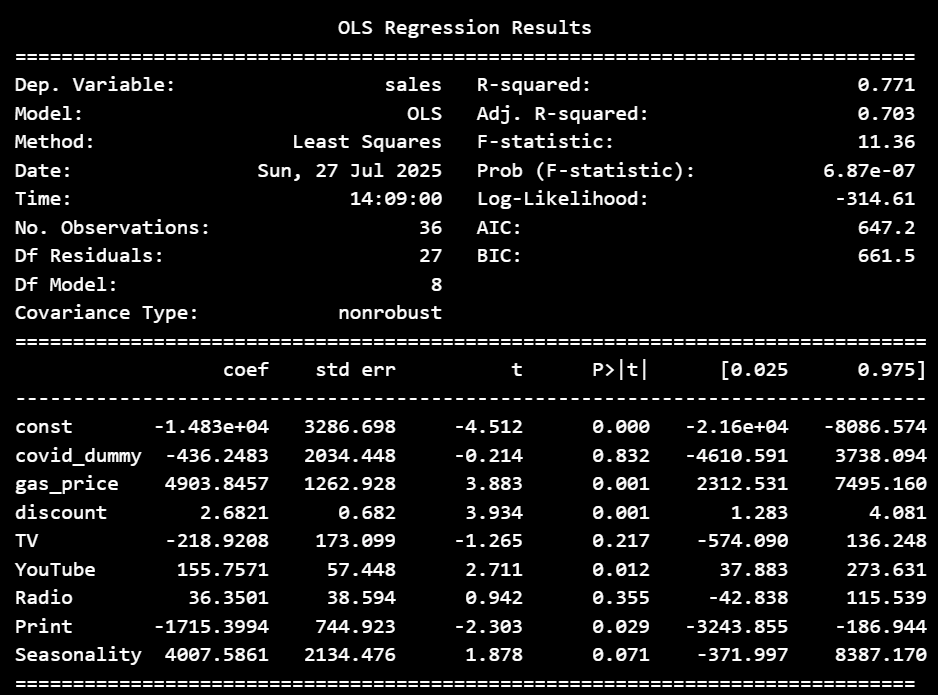 OLS Regression Results
==============================================================================
Dep. Variable: sales R-squared: 0.771
Model: OLS Adj. R-squared: 0.703
Method: Least Squares F-statistic: 11.36
Date: Sun, 27 Jul 2025 Prob (F-statistic): 6.87e-07
Time: 14:09:00 Log-Likelihood: -314.61
No. Observations: 36 AIC: 647.2
Df Residuals: 27 BIC: 661.5
Df Model: 8
Covariance Type: nonrobust
===============================================================================
coef std err t P>|t| [0.025 0.975]
-------------------------------------------------------------------------------
const -1.483e+04 3286.698 -4.512 0.000 -2.16e+04 -8086.574
covid_dummy -436.2483 2034.448 -0.214 0.832 -4610.591 3738.094
gas_price 4903.8457 1262.928 3.883 0.001 2312.531 7495.160
discount 2.6821 0.682 3.934 0.001 1.283 4.081
TV -218.9208 173.099 -1.265 0.217 -574.090 136.248
YouTube 155.7571 57.448 2.711 0.012 37.883 273.631
Radio 36.3501 38.594 0.942 0.355 -42.838 115.539
Print -1715.3994 744.923 -2.303 0.029 -3243.855 -186.944
Seasonality 4007.5861 2134.476 1.878 0.071 -371.997 8387.170
==============================================================================